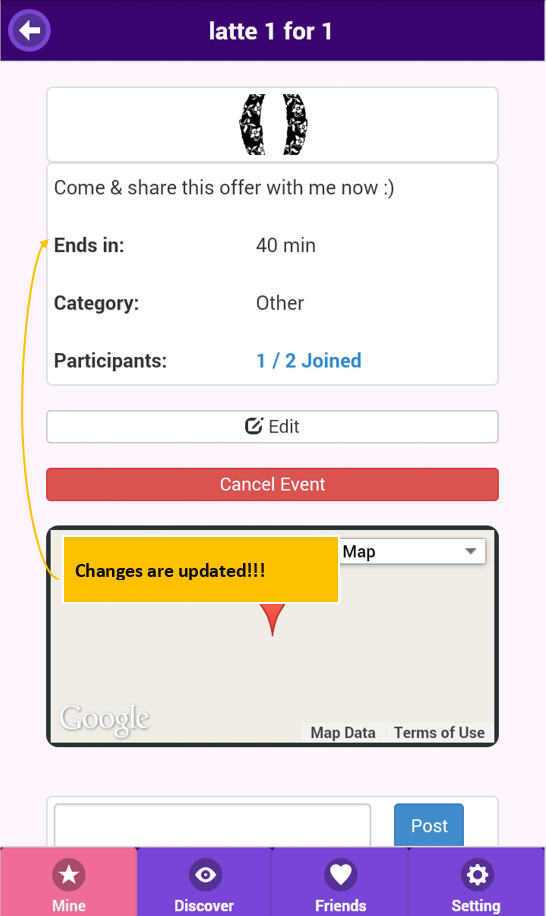 latte 1 for 1
Come & share this offer with me now :)
Ends in: 40 min
Category: Other
Participants: 1 / 2 Joined
Edit
Cancel Event
Map
Changes are updated!!!
Google
Map Data Terms of Use
Post
Mine Discover Friends Setting